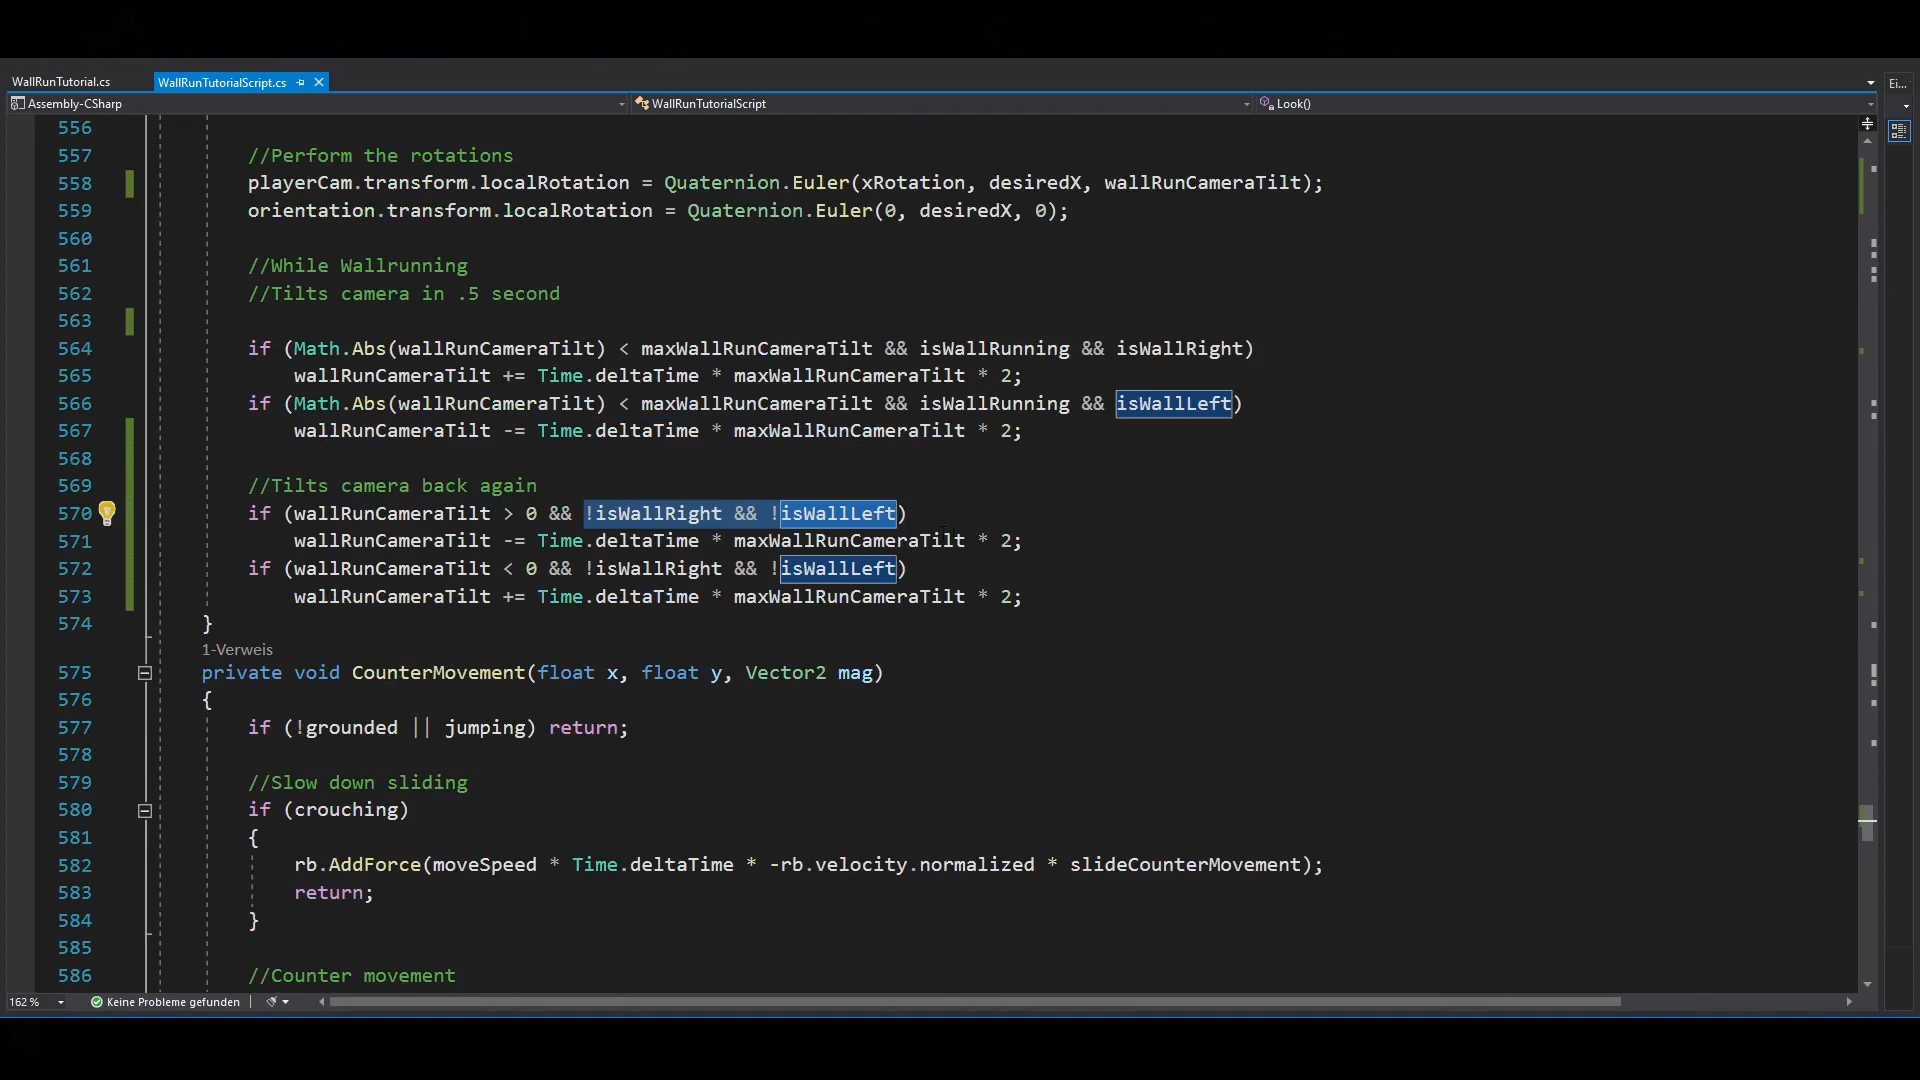 WallRunTutorial.cs
WallRunTutorialScript.cs
Ei...
Assembly-CSharp
WallRunTutorialScript
Look()
556
557 //Perform the rotations
558 playerCam.transform.localRotation = Quaternion.Euler(xRotation, desiredX, wallRunCameraTilt);
559 orientation.transform.localRotation = Quaternion.Euler(0, desiredX, 0);
560
561 //While Wallrunning
562 //Tilts camera in .5 second
563
564 if (Math.Abs(wallRunCameraTilt) < maxWallRunCameraTilt && isWallRunning && isWallRight)
565 wallRunCameraTilt += Time.deltaTime * maxWallRunCameraTilt * 2;
566 if (Math.Abs(wallRunCameraTilt) < maxWallRunCameraTilt && isWallRunning && isWallLeft)
567 wallRunCameraTilt -= Time.deltaTime * maxWallRunCameraTilt * 2;
568
569 //Tilts camera back again
570 if (wallRunCameraTilt > 0 && !isWallRight && !isWallLeft)
571 wallRunCameraTilt -= Time.deltaTime * maxWallRunCameraTilt * 2;
572 if (wallRunCameraTilt < 0 && !isWallRight && !isWallLeft)
573 wallRunCameraTilt += Time.deltaTime * maxWallRunCameraTilt * 2;
574 }
1-Verweis
575 private void CounterMovement(float x, float y, Vector2 mag)
576 {
577 if (!grounded || jumping) return;
578
579 //Slow down sliding
580 if (crouching)
581 {
582 rb.AddForce(moveSpeed * Time.deltaTime * -rb.velocity.normalized * slideCounterMovement);
583 return;
584 }
585
586 //Counter movement
162 %
Keine Probleme gefunden